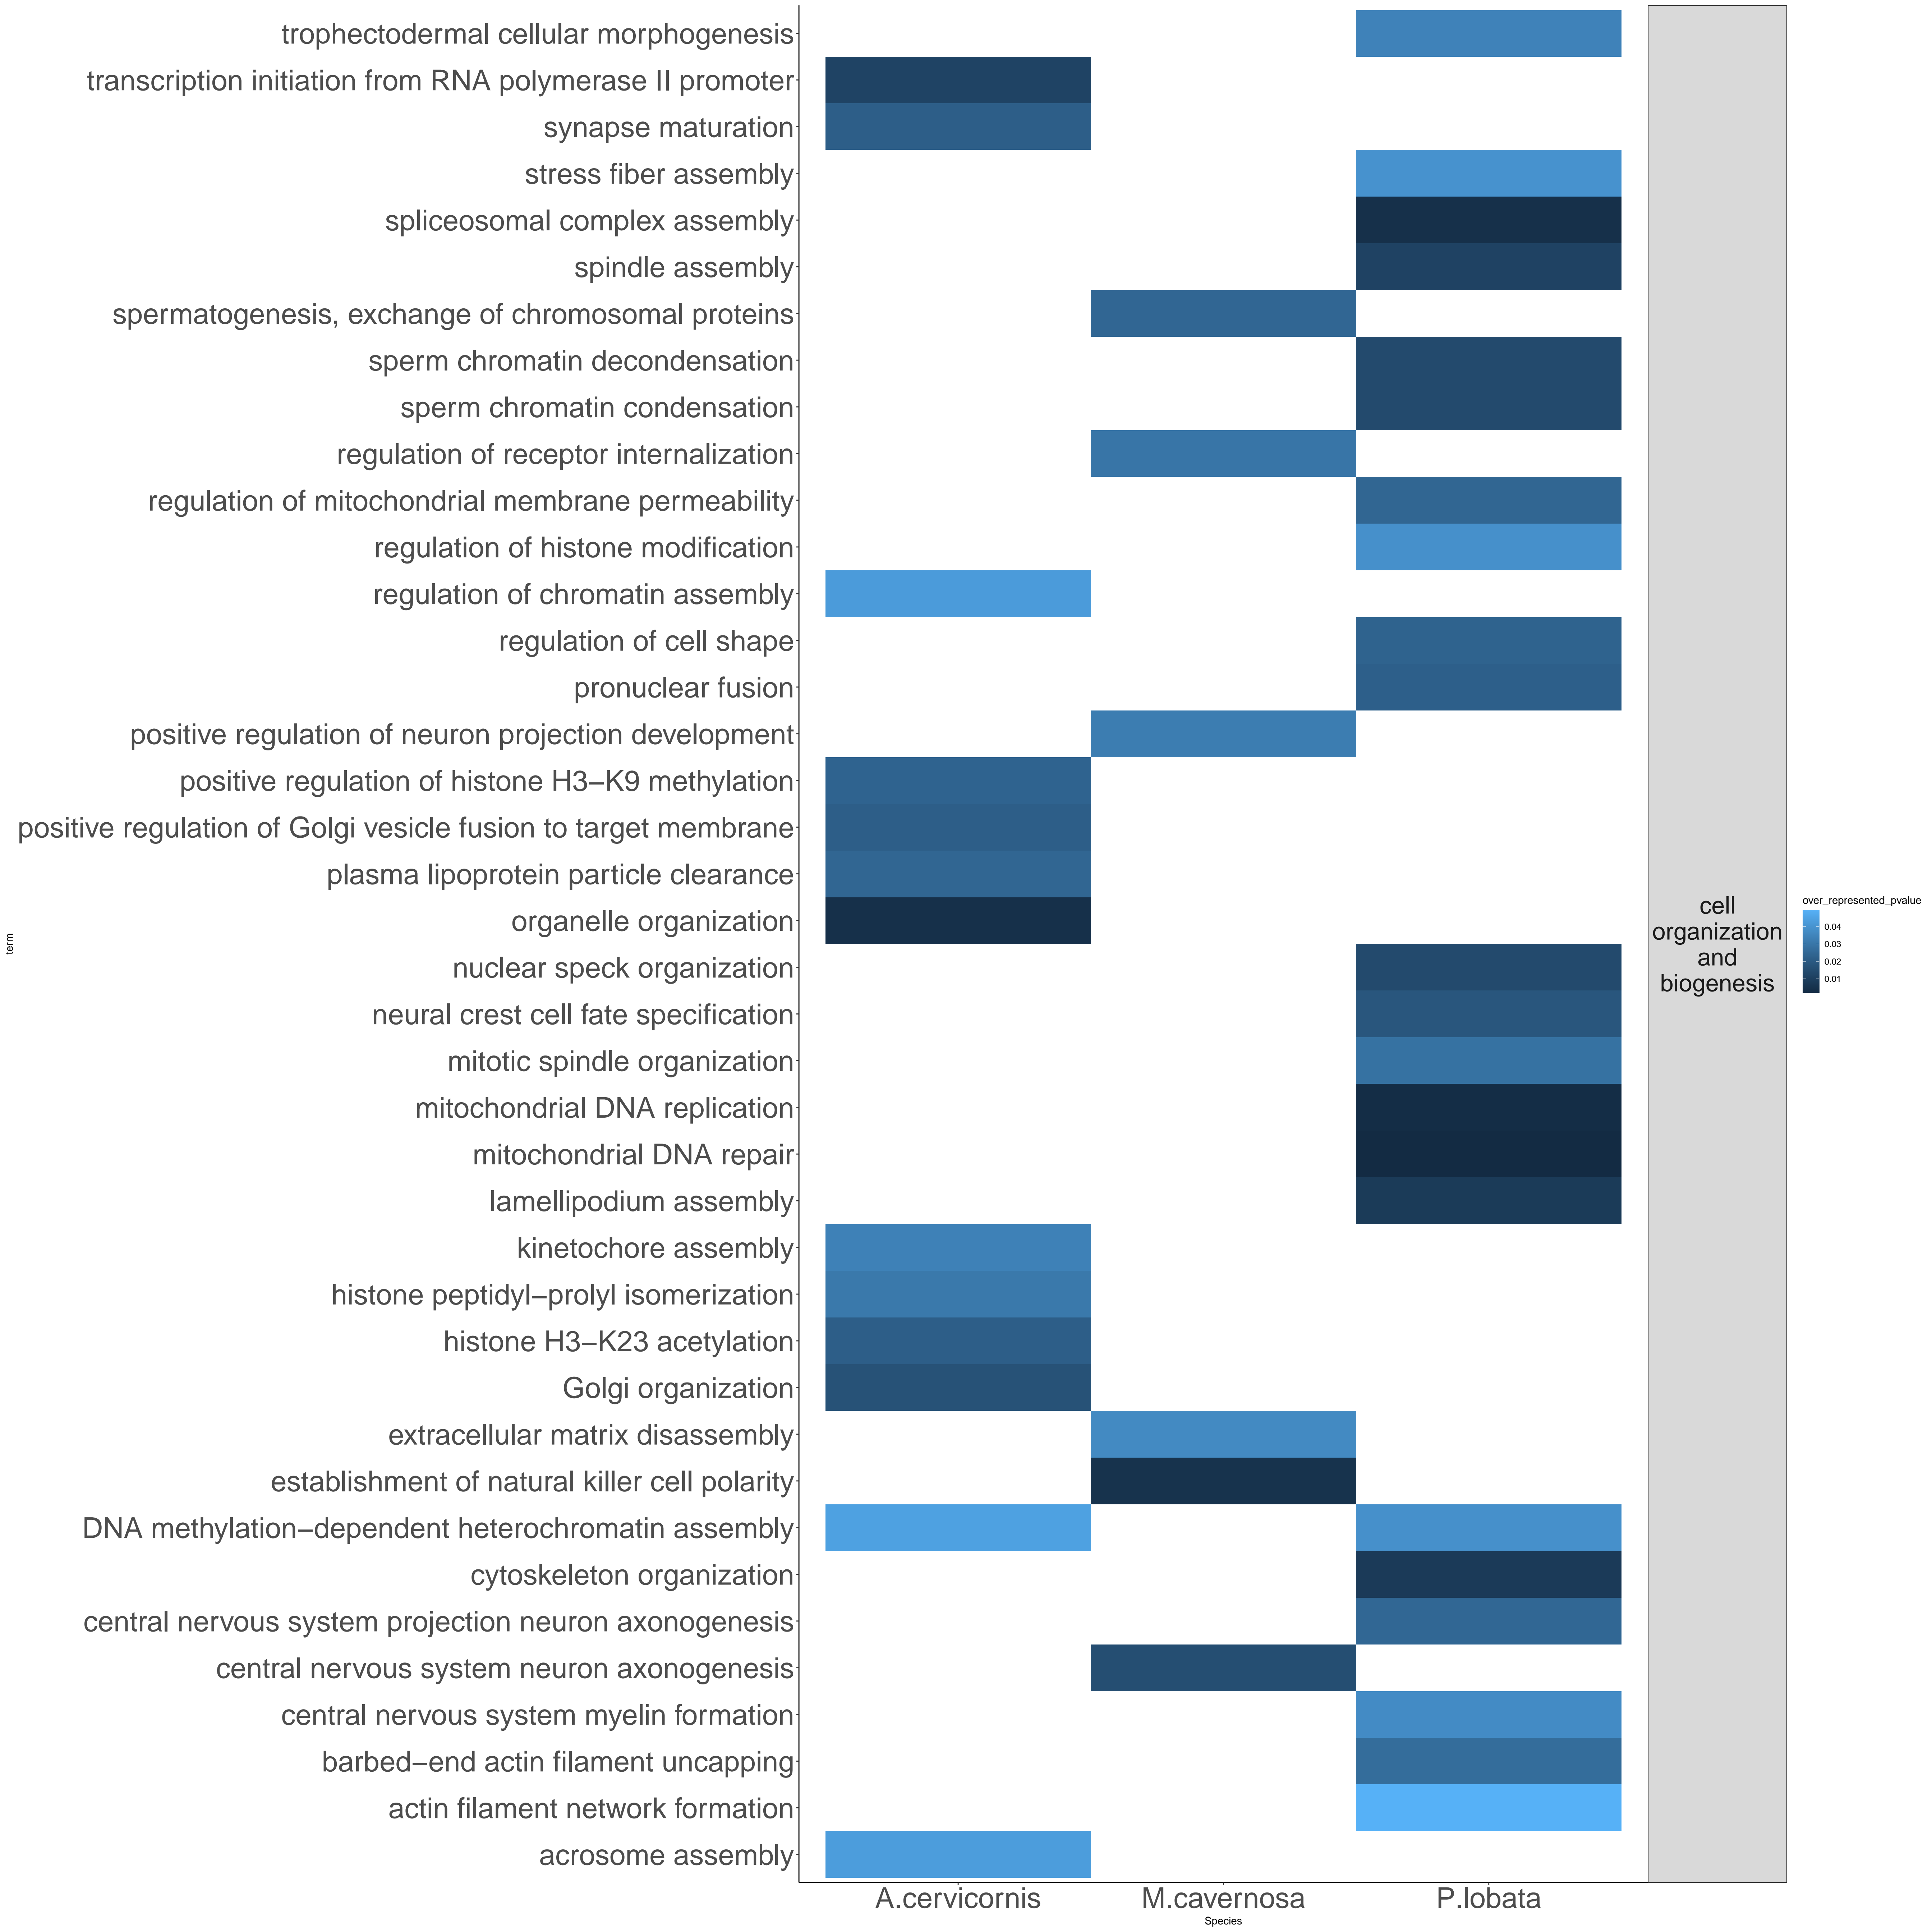 trophectodermal cellular morphogenesis
transcription initiation from RNA polymerase II promoter
synapse maturation
stress fiber assembly
spliceosomal complex assembly
spindle assembly
spermatogenesis, exchange of chromosomal proteins
sperm chromatin decondensation
sperm chromatin condensation
regulation of receptor internalization
regulation of mitochondrial membrane permeability
regulation of histone modification
regulation of chromatin assembly
regulation of cell shape
pronuclear fusion
positive regulation of neuron projection development
positive regulation of histone H3−K9 methylation
positive regulation of Golgi vesicle fusion to target membrane
plasma lipoprotein particle clearance
organelle organization
nuclear speck organization
neural crest cell fate specification
mitotic spindle organization
mitochondrial DNA replication
mitochondrial DNA repair
lamellipodium assembly
kinetochore assembly
histone peptidyl−prolyl isomerization
histone H3−K23 acetylation
Golgi organization
extracellular matrix disassembly
establishment of natural killer cell polarity
DNA methylation−dependent heterochromatin assembly
cytoskeleton organization
central nervous system projection neuron axonogenesis
central nervous system neuron axonogenesis
central nervous system myelin formation
barbed−end actin filament uncapping
actin filament network formation
acrosome assembly
term
A.cervicornis
M.cavernosa
P.lobata
Species
cell
organization
and
biogenesis
over_represented_pvalue
0.04
0.03
0.02
0.01